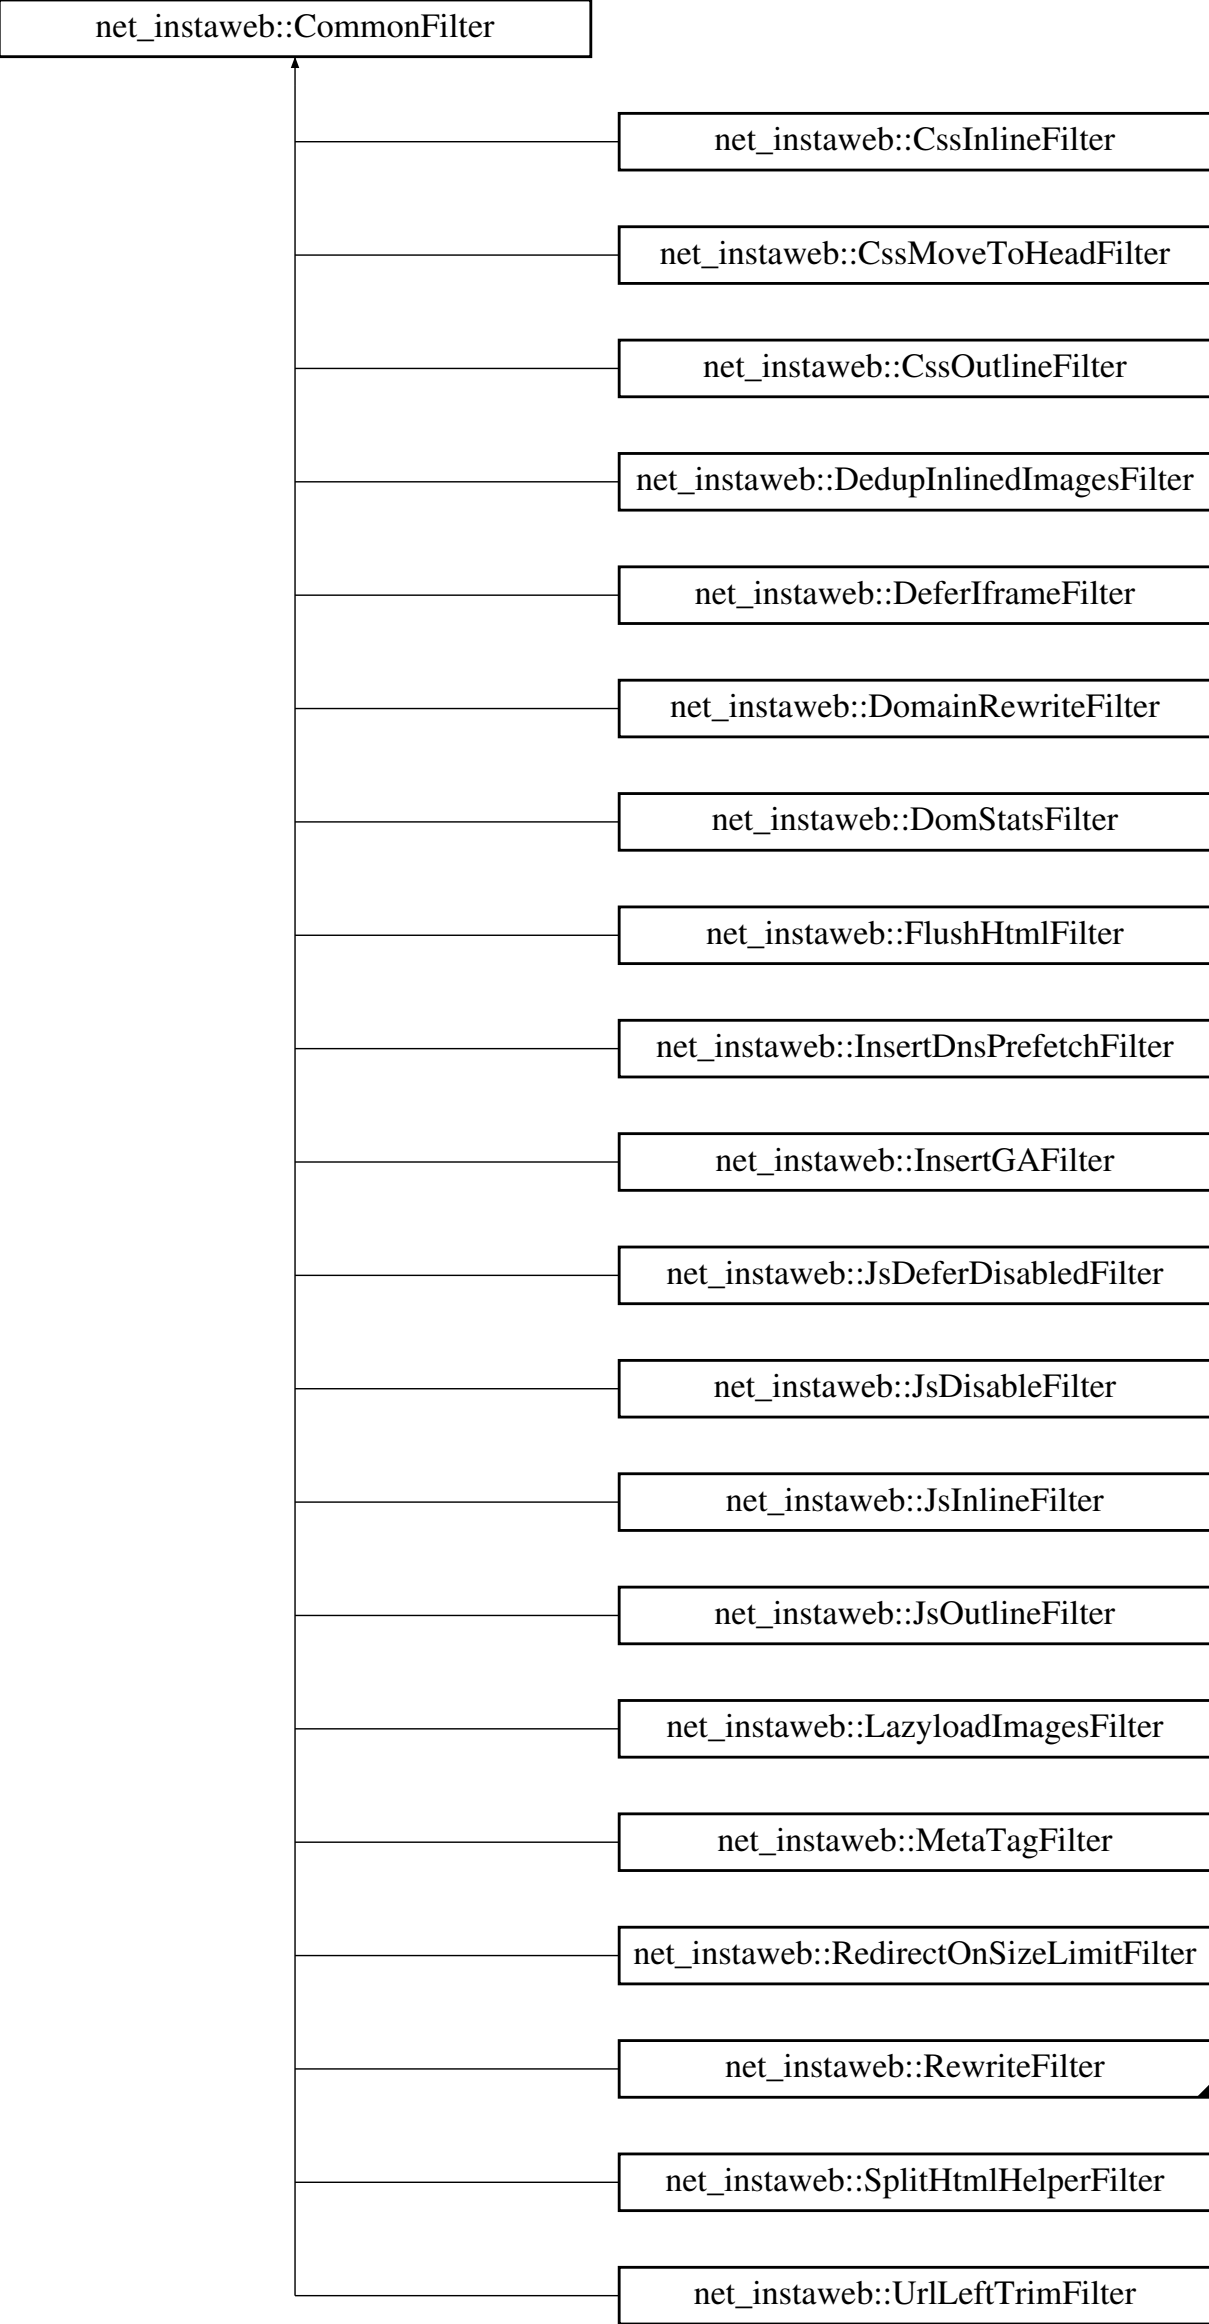 net_instaweb::CommonFilter
net_instaweb::CssInlineFilter
net_instaweb::CssMoveToHeadFilter
net_instaweb::CssOutlineFilter
net_instaweb::DedupInlinedImagesFilter
net_instaweb::DeferIframeFilter
net_instaweb::DomainRewriteFilter
net_instaweb::DomStatsFilter
net_instaweb::FlushHtmlFilter
net_instaweb::InsertDnsPrefetchFilter
net_instaweb::InsertGAFilter
net_instaweb::JsDeferDisabledFilter
net_instaweb::JsDisableFilter
net_instaweb::JsInlineFilter
net_instaweb::JsOutlineFilter
net_instaweb::LazyloadImagesFilter
net_instaweb::MetaTagFilter
net_instaweb::RedirectOnSizeLimitFilter
net_instaweb::RewriteFilter
net_instaweb::SplitHtmlHelperFilter
net_instaweb::UrlLeftTrimFilter